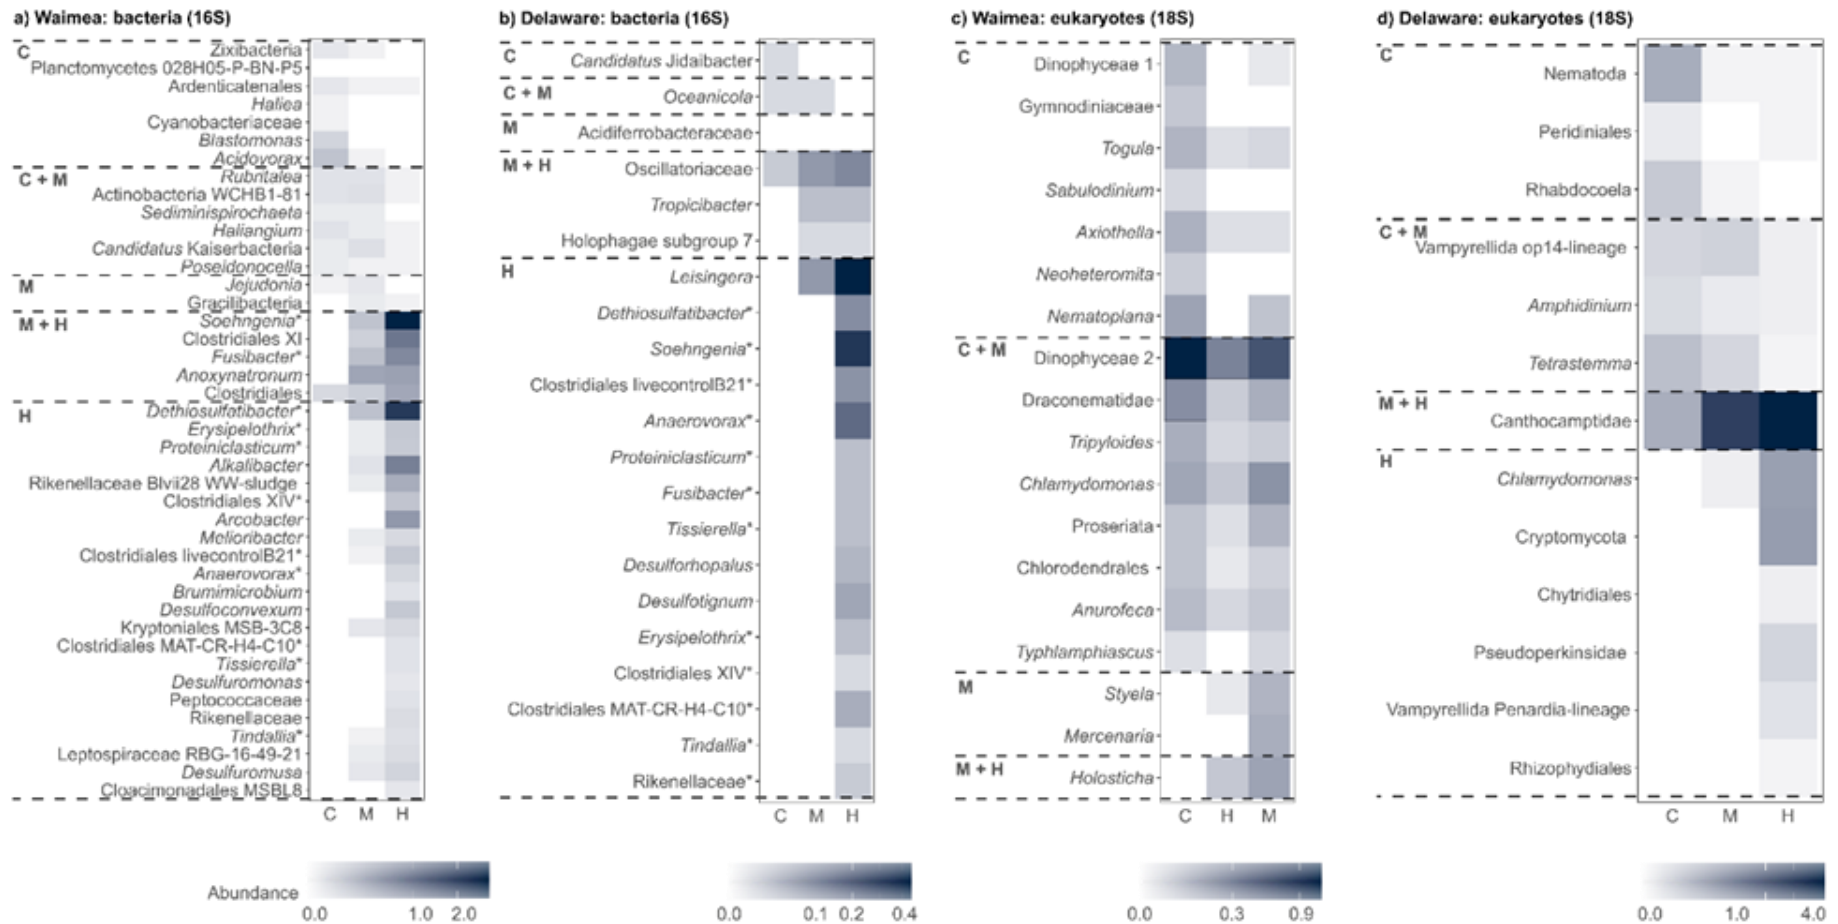 a) Waimea: bacteria (16S)
C
Zixibacteria
Planctomycetes 028H05-P-BN-P5
Ardenticatenales
Haliea
Cyanobacteriaceae
Blastomonas
Acidovorax
C + M
Rubritalea
Actinobacteria WCHB1-81
Sediminispirochaeta
Haliangium
Candidatus Kaiserbacteria
Poseidonocella
M
Jejudonia
Gracilibacteria
M + H
Soehngenia*
Clostridiales XI
Fusibacter*
Anoxynatronum
Clostridiales
H
Dethiosulfatibacter*
Erysipelothrix*
Proteiniclasticum*
Alkalibacter
Rikenellaceae Blvii28 WW-sludge
Clostridiales XIV*
Arcobacter
Melioribacter
Clostridiales livecontrolB21*
Anaerovorax*
Brumimicrobium
Desulfoconvexum
Kryptoniales MSB-3C8
Clostridiales MAT-CR-H4-C10*
Tissierella*
Desulfuromonas
Peptococcaceae
Rikenellaceae
Tindallia*
Leptospiraceae RBG-16-49-21
Desulfuromusa
Cloacimonadales MSBL8
C M H
Abundance
0.0 1.0 2.0
b) Delaware: bacteria (16S)
C
Candidatus Jidaibacter
C + M
Oceanicola
M
Acidiferrobacteraceae
M + H
Oscillatoriaceae
Tropicibacter
Holophagae subgroup 7
H
Leisingera
Dethiosulfatibacter*
Soehngenia*
Clostridiales livecontrolB21*
Anaerovorax*
Proteiniclasticum*
Fusibacter*
Tissierella*
Desulforhopalus
Desulfotignum
Erysipelothrix*
Clostridiales XIV*
Clostridiales MAT-CR-H4-C10*
Tindallia*
Rikenellaceae*
C M H
0.0 0.1 0.2 0.4
c) Waimea: eukaryotes (18S)
C
Dinophyceae 1
Gymnodiniaceae
Togula
Sabulodinium
Axiothella
Neoheteromita
Nematoplana
C + M
Dinophyceae 2
Draconematidae
Tripyloides
Chlamydomonas
Proseriata
Chlorodendrales
Anurofeca
Typhlamphiascus
M
Styela
Mercenaria
M + H
Holosticha
C H M
0.0 0.3 0.9
d) Delaware: eukaryotes (18S)
C
Nematoda
Peridiniales
Rhabdocoela
C + M
Vampyrellida op14-lineage
Amphidinium
Tetrastemma
M + H
Canthocamptidae
H
Chlamydomonas
Cryptomycota
Chytridiales
Pseudoperkinsidae
Vampyrellida Penardia-lineage
Rhizophydiales
C M H
0.0 1.0 4.0